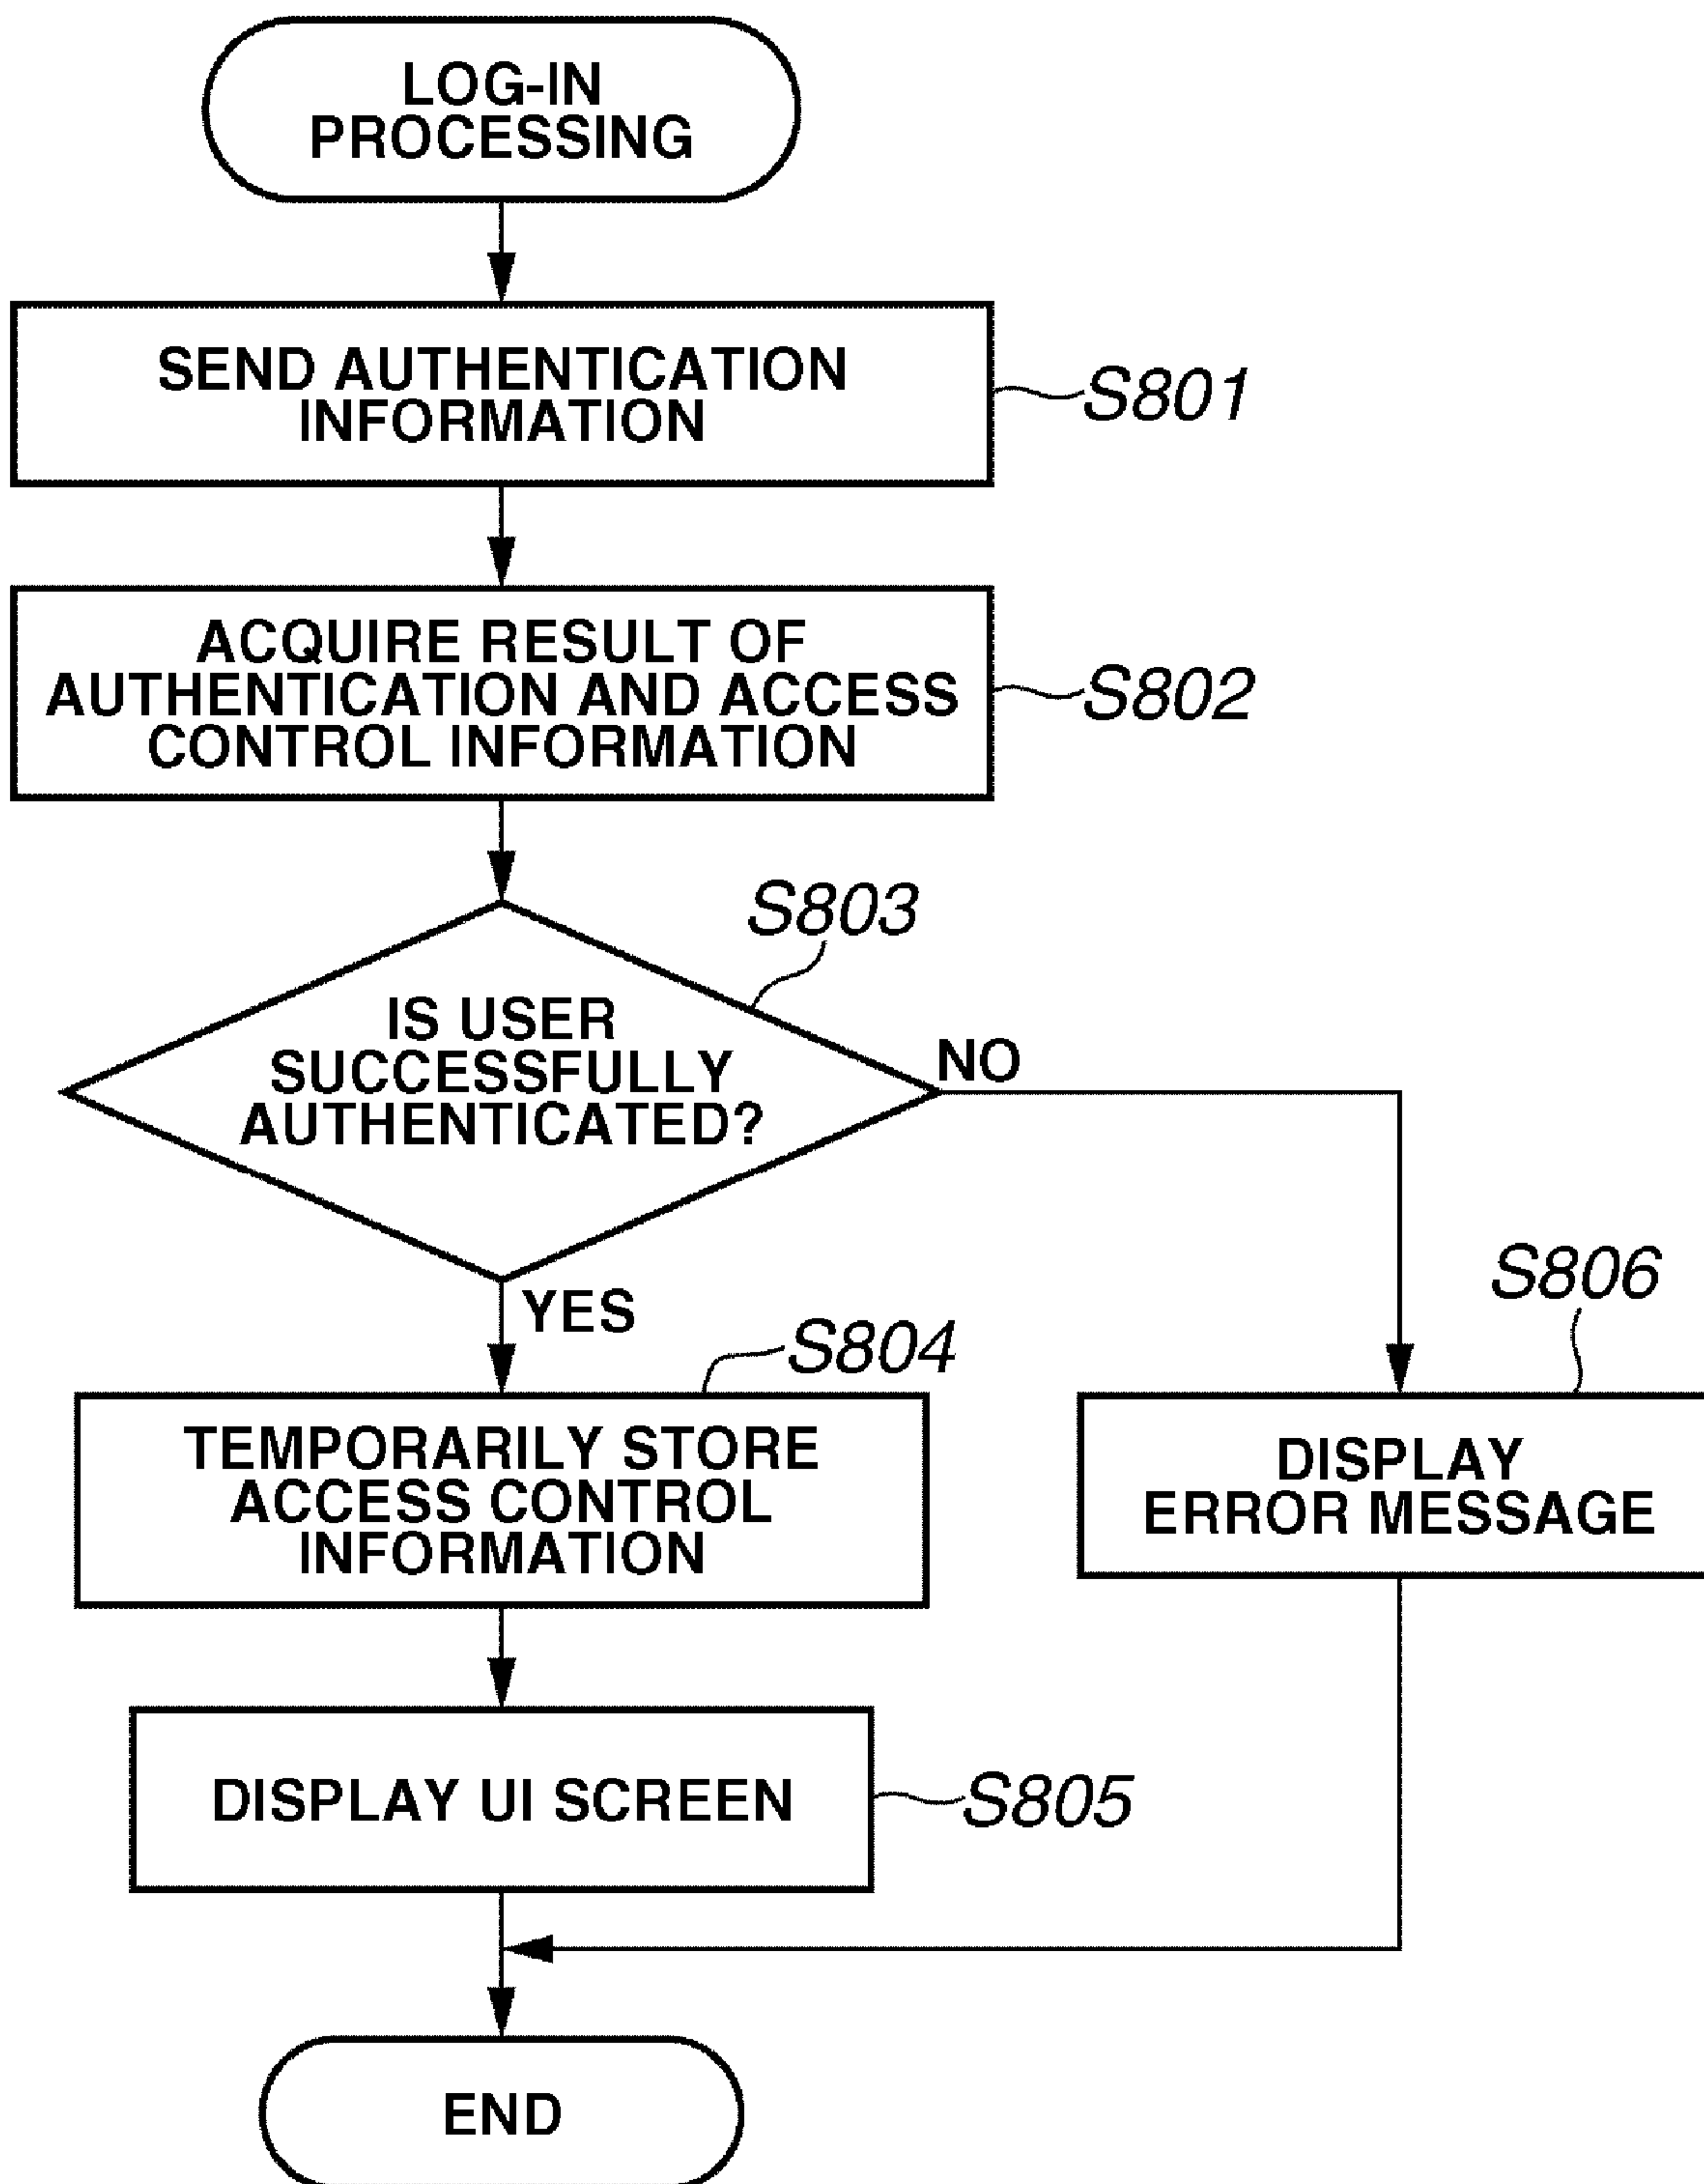 LOG-IN
PROCESSING
SEND AUTHENTICATION
INFORMATION
S801
ACQUIRE RESULT OF
AUTHENTICATION AND ACCESS
CONTROL INFORMATION
S802
S803
IS USER
SUCCESSFULLY
AUTHENTICATED?
NO
YES
S804
S806
TEMPORARILY STORE
ACCESS CONTROL
INFORMATION
DISPLAY
ERROR MESSAGE
DISPLAY UI SCREEN
S805
END